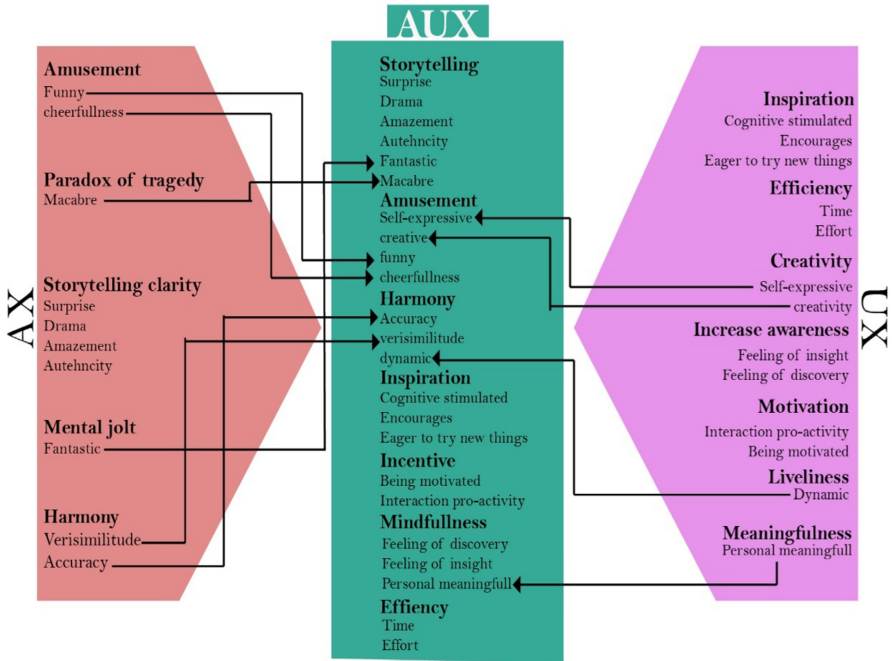 AUX
AX
Amusement
Funny
cheerfullness
Paradox of tragedy
Macabre
Storytelling clarity
Surprise
Drama
Amazement
Autehncity
Mental jolt
Fantastic
Harmony
Verisimilitude
Accuracy
Storytelling
Surprise
Drama
Amazement
Autehncity
Fantastic
Macabre
Amusement
Self-expressive
creative
funny
cheerfullness
Harmony
Accuracy
verisimilitude
dynamic
Inspiration
Cognitive stimulated
Encourages
Eager to try new things
Incentive
Being motivated
Interaction pro-activity
Mindfullness
Feeling of discovery
Feeling of insight
Personal meaningfull
Effiency
Time
Effort
Inspiration
Cognitive stimulated
Encourages
Eager to try new things
Efficiency
Time
Effort
Creativity
Self-expressive
creativity
Increase awareness
Feeling of insight
Feeling of discovery
Motivation
Interaction pro-activity
Being motivated
Liveliness
Dynamic
Meaningfulness
Personal meaningfull
UX